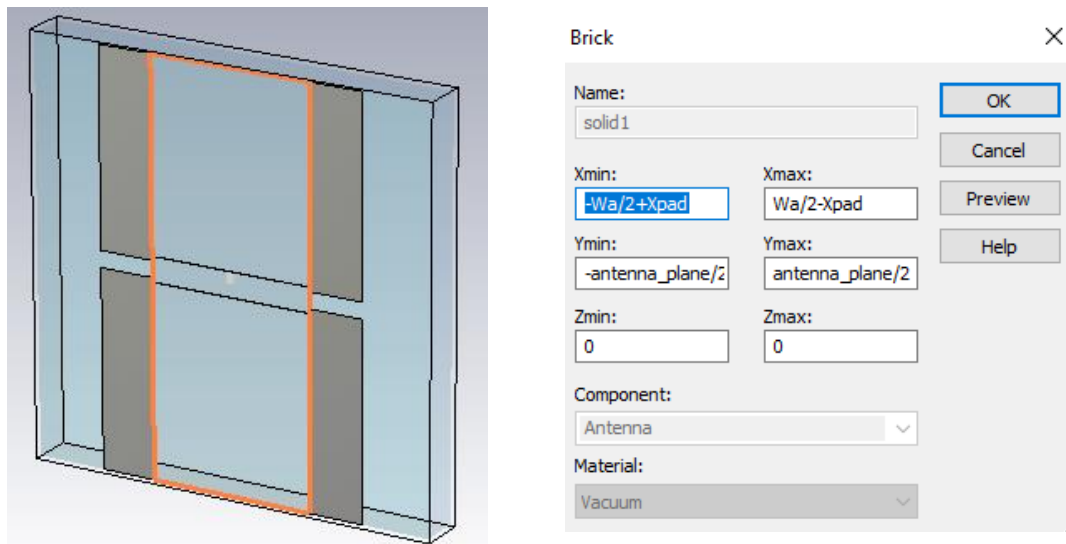 Brick
Name:
solid1
OK
Cancel
Xmin:
Xmax:
-Wa/2+Xpad
Wa/2-Xpad
Preview
Ymin:
Ymax:
Help
-antenna_plane/2
antenna_plane/2
Zmin:
Zmax:
0
0
Component:
Antenna
Material:
Vacuum